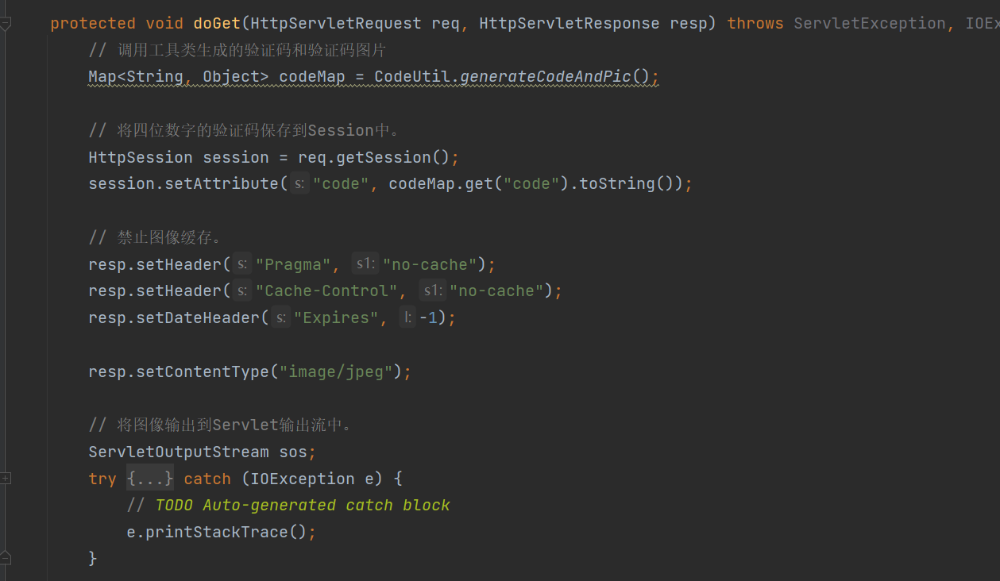 protected void doGet(HttpServletRequest req, HttpServletResponse resp) throws ServletException, IOEx
// 调用工具类生成的验证码和验证码图片
Map<String, Object> codeMap = CodeUtil.generateCodeAndPic();
// 将四位数字的验证码保存到Session中。
HttpSession session = req.getSession();
session.setAttribute( s: "code", codeMap.get("code").toString());
// 禁止图像缓存。
resp.setHeader( s: "Pragma", s1: "no-cache");
resp.setHeader( s: "Cache-Control", s1: "no-cache");
resp.setDateHeader( s: "Expires", l: -1);
resp.setContentType("image/jpeg");
// 将图像输出到Servlet输出流中。
ServletOutputStream sos;
try {...} catch (IOException e) {
// TODO Auto-generated catch block
e.printStackTrace();
}